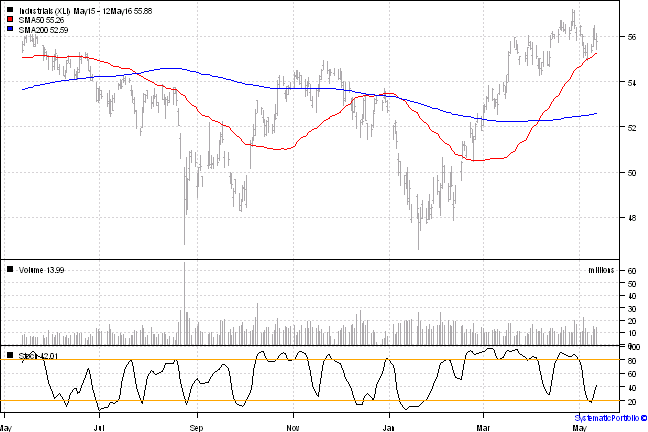 Industrials (XLI) May15 - 12May16 55.88
SMA50 55.26
SMA200 52.59
56
54
52
50
48
Volume 13.99
millions
60
50
40
30
20
10
0
Stoch 42.01
100
80
60
40
20
May Jul Sep Nov Jan Mar May
SystematicPortfolio ©